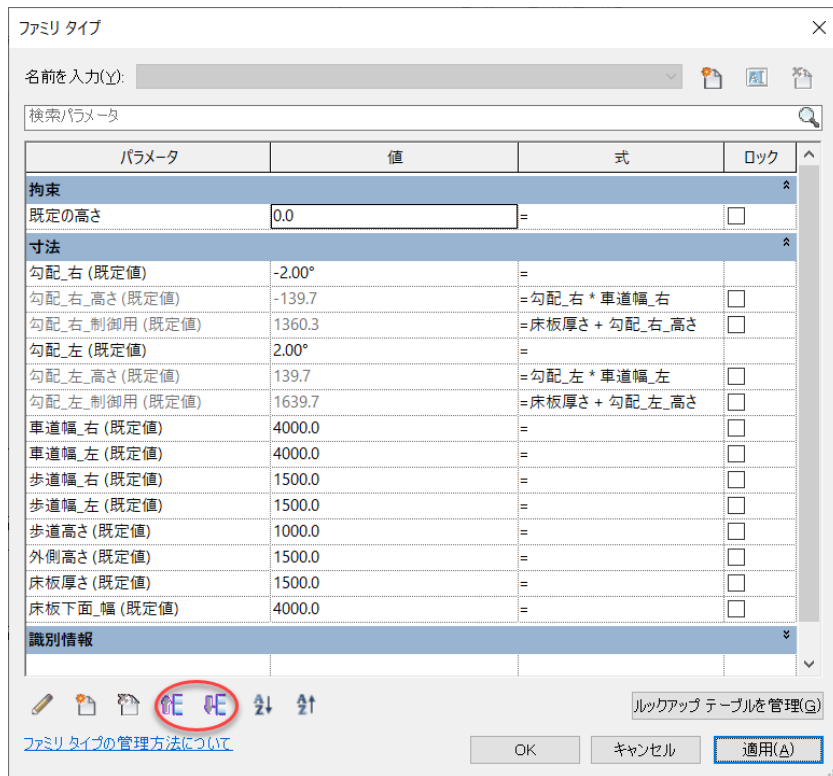 ファミリ タイプ
名前を入力(Y):
検索パラメータ
パラメータ 値 式 ロック
拘束
既定の高さ 0.0 =
寸法
勾配_右 (既定値) -2.00° =
勾配_右_高さ (既定値) -139.7 =勾配_右 * 車道幅_右
勾配_右_制御用 (既定値) 1360.3 =床板厚さ + 勾配_右_高さ
勾配_左 (既定値) 2.00° =
勾配_左_高さ (既定値) 139.7 =勾配_左 * 車道幅_左
勾配_左_制御用 (既定値) 1639.7 =床板厚さ + 勾配_左_高さ
車道幅_右 (既定値) 4000.0 =
車道幅_左 (既定値) 4000.0 =
歩道幅_右 (既定値) 1500.0 =
歩道幅_左 (既定値) 1500.0 =
歩道高さ (既定値) 1000.0 =
外側高さ (既定値) 1500.0 =
床板厚さ (既定値) 1500.0 =
床板下面_幅 (既定値) 4000.0 =
識別情報
ルックアップ テーブルを管理(G)
ファミリ タイプの管理方法について
OK キャンセル 適用(A)